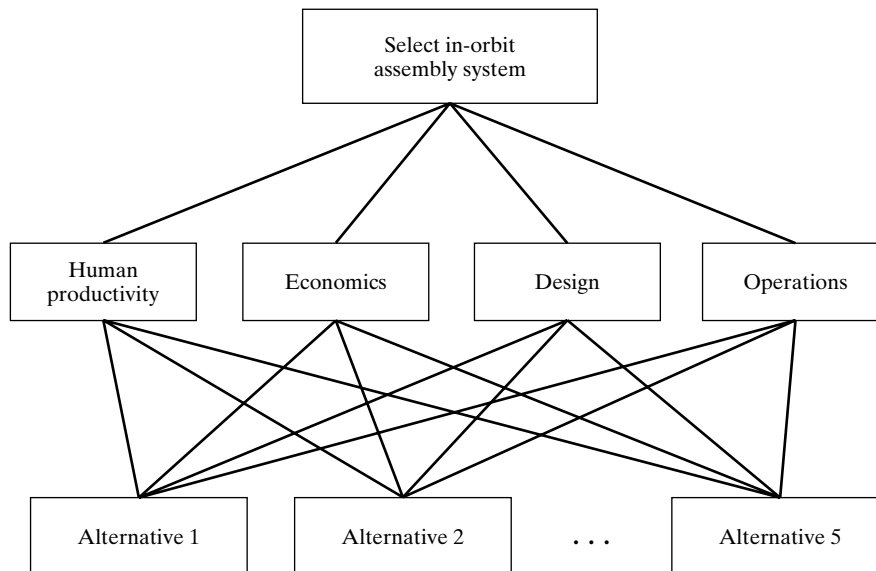 Select in-orbit
assembly system
Human
productivity
Economics
Design
Operations
Alternative 1
Alternative 2
. . .
Alternative 5